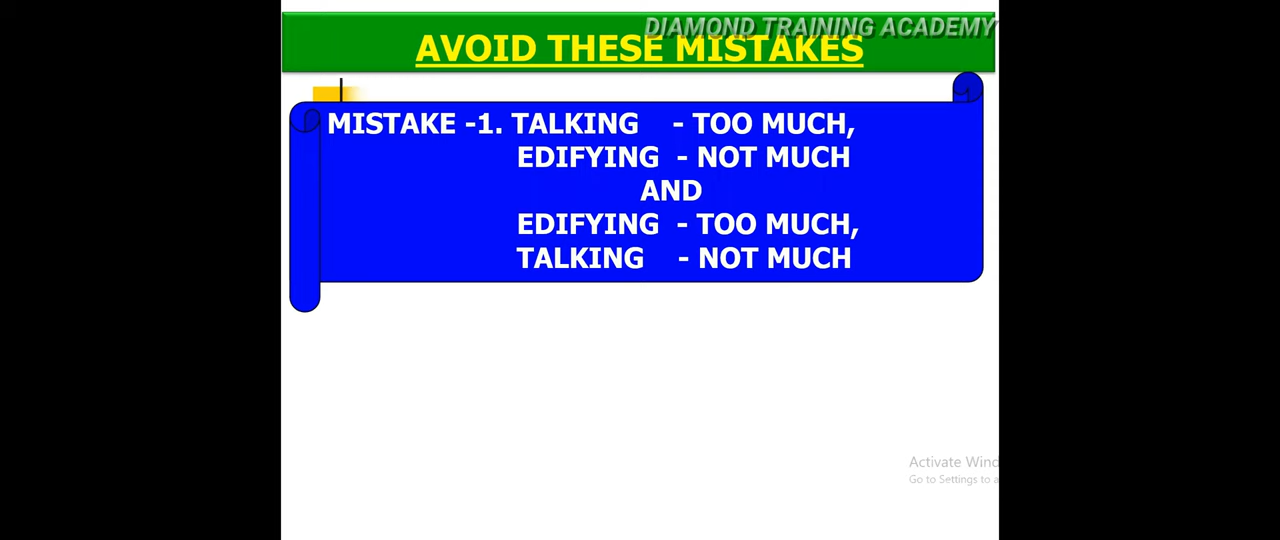 DIAMOND TRAINING ACADEMY
AVOID THESE MISTAKES
MISTAKE -1. TALKING - TOO MUCH,
EDIFYING - NOT MUCH
AND
EDIFYING - TOO MUCH,
TALKING - NOT MUCH
Activate Wind
Go to Settings to a